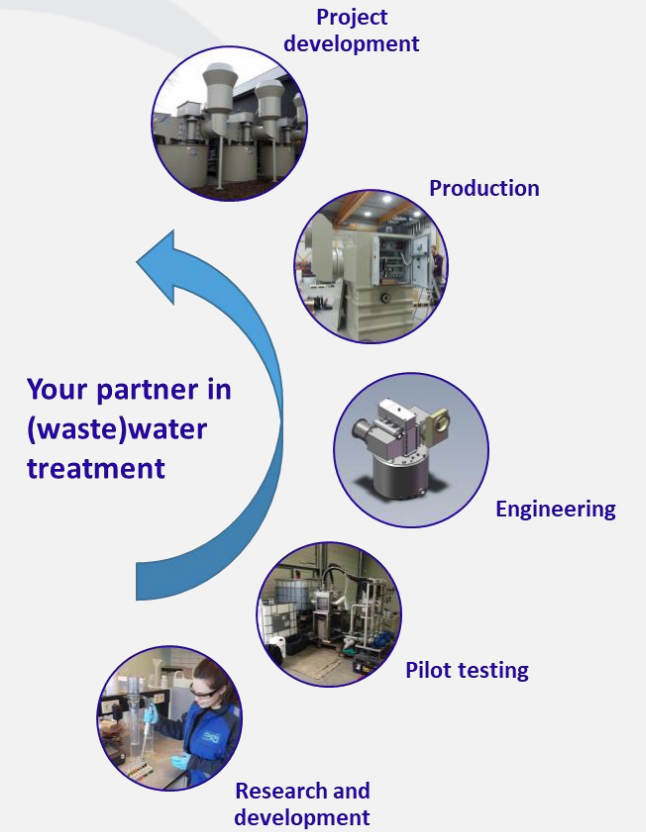 Project
development
Production
Your partner in
(waste)water
treatment
Engineering
Pilot testing
Research and
development